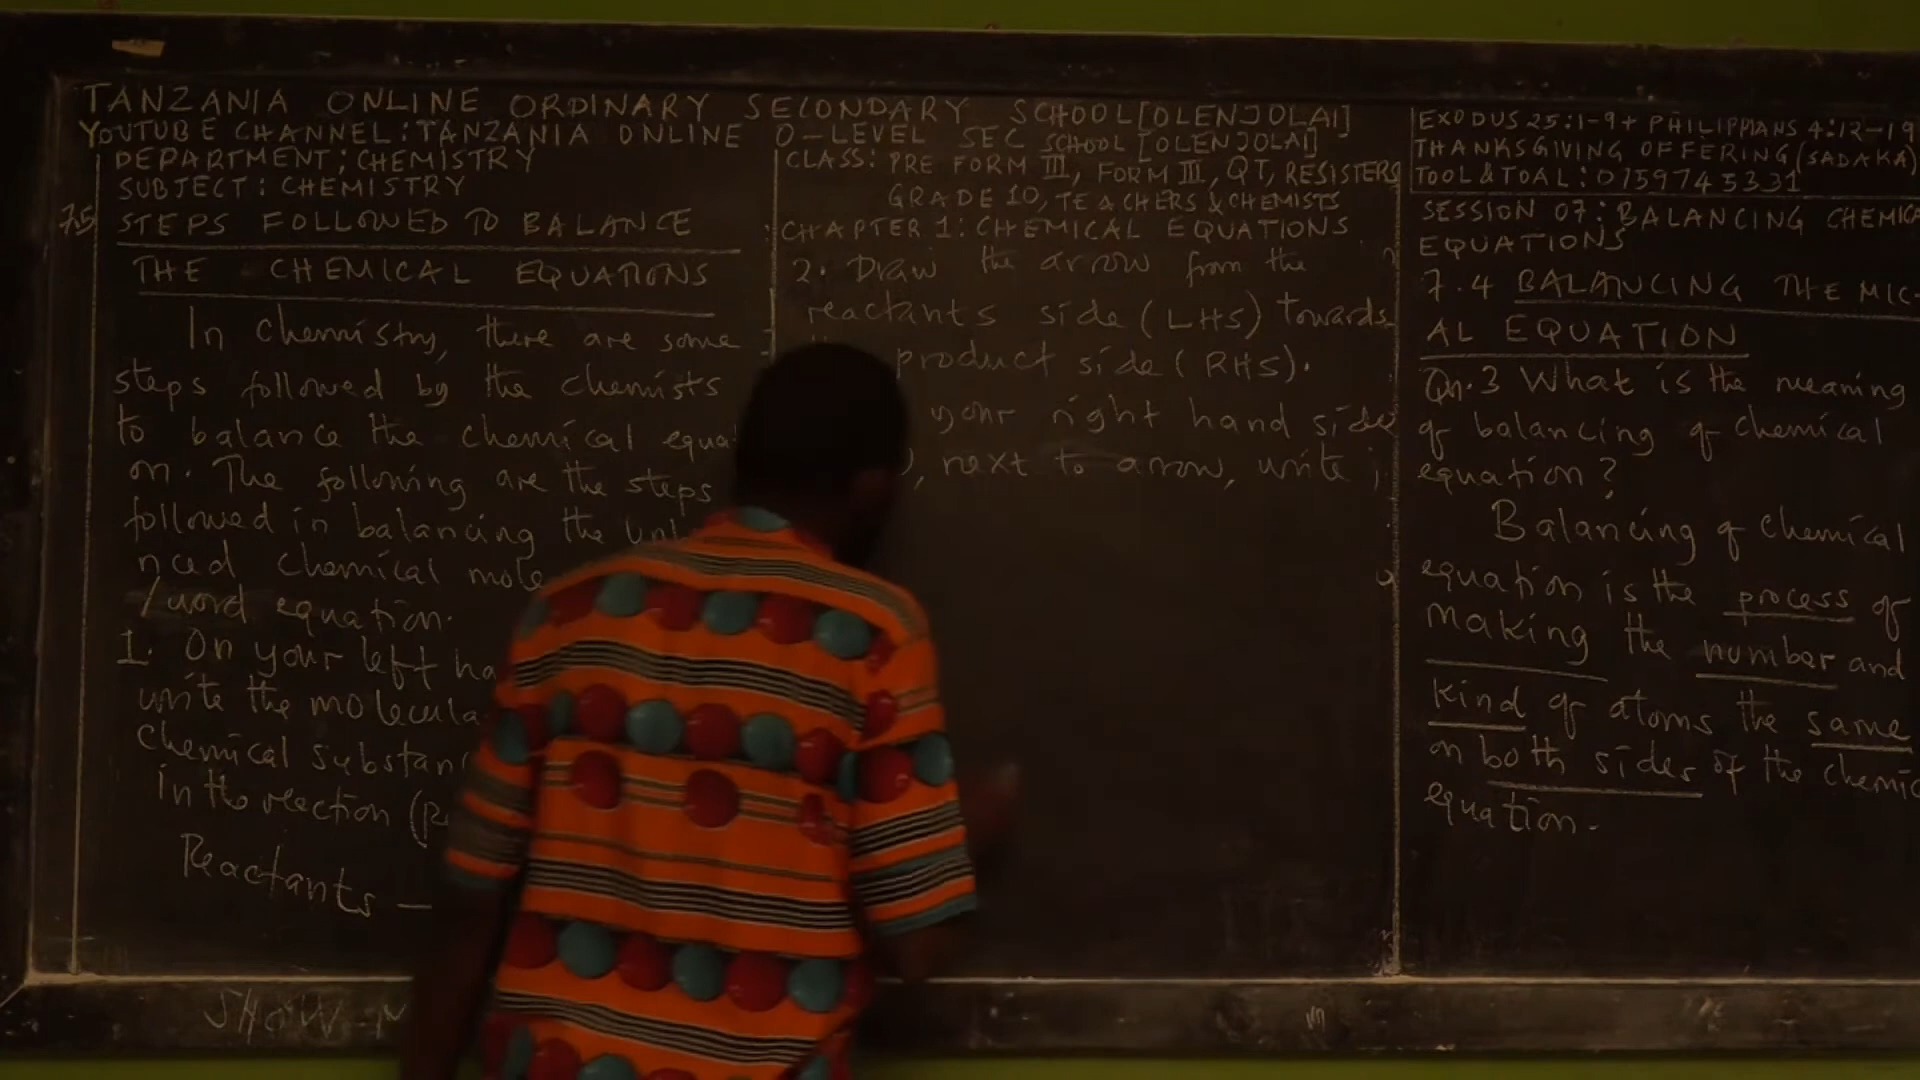 TANZANIA ONLINE ORDINARY SECONDARY SCHOOL[OLENJOLAI]
YOUTUBE CHANNEL: TANZANIA ONLINE O-LEVEL SEC SCHOOL [OLENJOLAI]
DEPARTMENT; CHEMISTRY
SUBJECT: CHEMISTRY
7.5 STEPS FOLLOWED TO BALANCE
THE CHEMICAL EQUATIONS
In chemistry, there are some
steps followed by the chemists
to balance the chemical equa
on. The following are the steps
followed in balancing the
nced chemical mole
/word equation.
1. On your left ha
write the molecula
chemical substan
in the reaction
Reactants —
SHOW
CLASS: PRE FORM III, FORM III, QT, RESISTERS
GRADE 10, TEACHERS & CHEMISTS
CHAPTER 1: CHEMICAL EQUATIONS
2. Draw the arrow from the
reactants side (LHS) towards
product side (RHS).
your right hand side
), next to arrow, write
EXODUS 25:1-9+ PHILIPPIANS 4:12-19
THANKSGIVING OFFERING (SADAKA)
TOOL & TOAL: 0759745331
SESSION 07: BALANCING CHEMICA
EQUATIONS
7.4 BALANCING THE MIC-
AL EQUATION
Qn.3 What is the meaning
of balancing of chemical
equation?
Balancing of chemical
equation is the process of
making the number and
kind of atoms the same
on both sides of the chemic
equation.